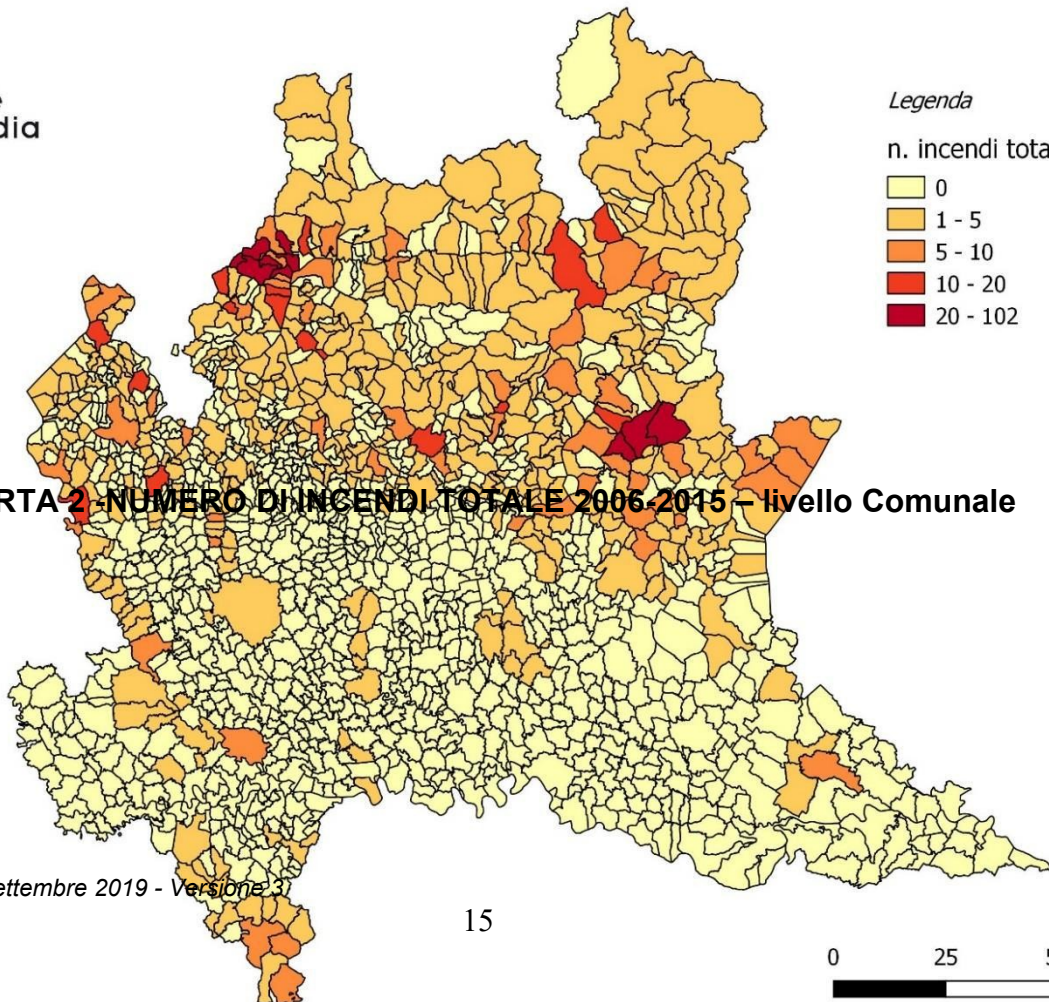 dia
Legenda
n. incendi tota
0
1 - 5
5 - 10
10 - 20
20 - 102
RTA 2 -NUMERO DI INCENDI TOTALE 2006-2015 – livello Comunale
ettembre 2019 - Versione 3
15
0 25 5